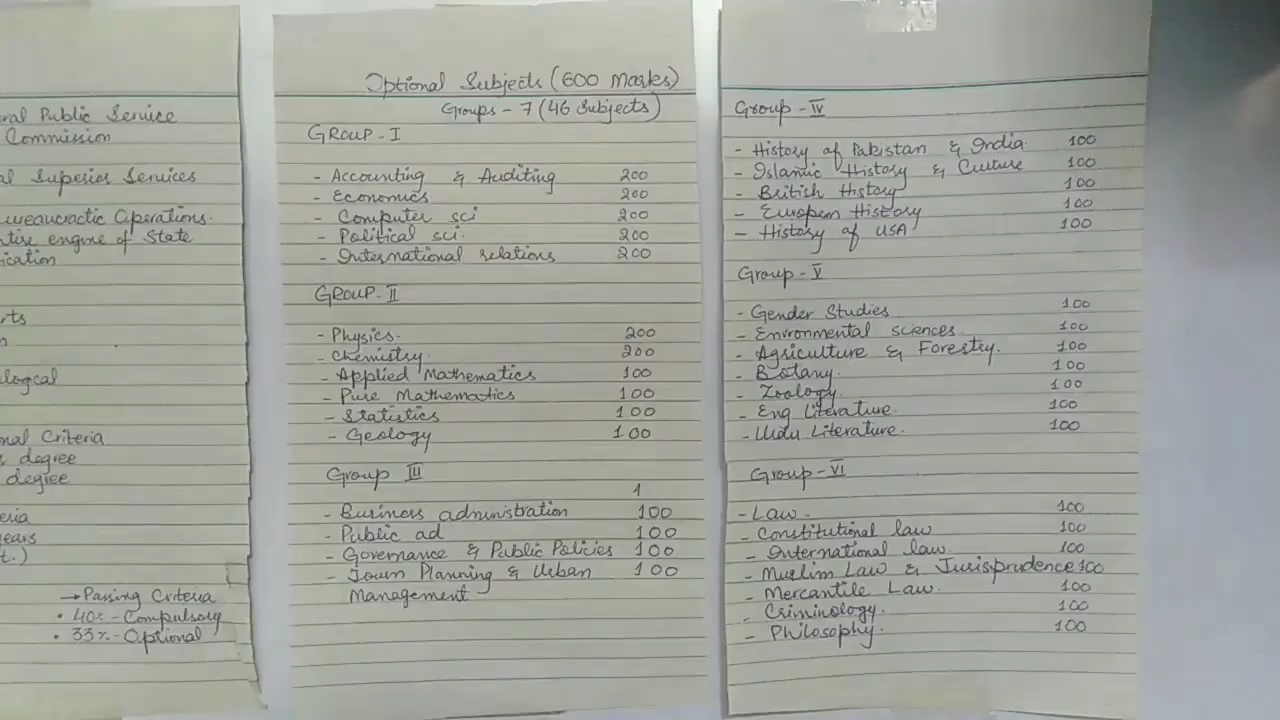 ral Public Service
Commission
al Superior Services
ureaucractic Operations.
ntire engine of State
ication
rts
n
logcal
nal Criteria
s degree
degree
eria
years
t.)
→ Passing Criteria
• 40% - Compulsory
• 33% - Optional
Optional Subjects (600 Marks)
Groups - 7 (46 Subjects)
GROUP - I
- Accounting & Auditing 200
- Economics 200
- Computer sci 200
- Political sci. 200
- International relations 200
GROUP - II
- Physics. 200
- Chemistry. 200
- Applied Mathematics 100
- Pure Mathematics 100
- Statistics 100
- Geology 100
Group III
1
- Business administration 100
- Public ad 100
- Governance & Public Policies 100
- Town Planning & Urban 100
Management
Group - IV
- History of Pakistan & India 100
- Islamic History & Culture 100
- British History 100
- Europen History 100
- History of USA 100
Group - V
- Gender Studies 100
- Environmental sciences. 100
- Agriculture & Forestry. 100
- Botany. 100
- Zoology. 100
- Eng Literature. 100
- Urdu Literature. 100
Group - VI
- Law. 100
- Constitutional law 100
- International law. 100
- Muslim Law & Jurisprudence 100
- Mercantile Law. 100
- Criminology. 100
- Philosophy. 100